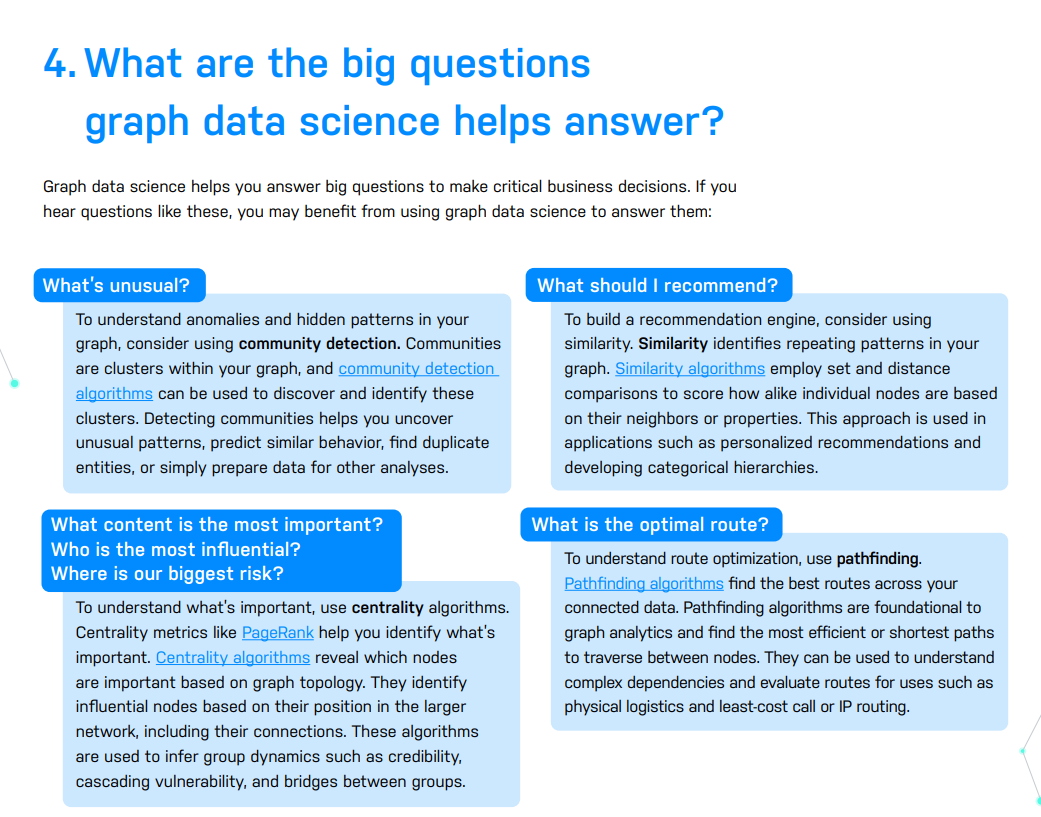 4. What are the big questions
graph data science helps answer?
Graph data science helps you answer big questions to make critical business decisions. If you
hear questions like these, you may benefit from using graph data science to answer them:
What's unusual?
To understand anomalies and hidden patterns in your
graph, consider using community detection. Communities
are clusters within your graph, and community detection
algorithms can be used to discover and identify these
clusters. Detecting communities helps you uncover
unusual patterns, predict similar behavior, find duplicate
entities, or simply prepare data for other analyses.
What should I recommend?
To build a recommendation engine, consider using
similarity. Similarity identifies repeating patterns in your
graph. Similarity algorithms employ set and distance
comparisons to score how alike individual nodes are based
on their neighbors or properties. This approach is used in
applications such as personalized recommendations and
developing categorical hierarchies.
What content is the most important?
Who is the most influential?
Where is our biggest risk?
To understand what's important, use centrality algorithms.
Centrality metrics like PageRank help you identify what's
important. Centrality algorithms reveal which nodes
are important based on graph topology. They identify
influential nodes based on their position in the larger
network, including their connections. These algorithms
are used to infer group dynamics such as credibility,
cascading vulnerability, and bridges between groups.
What is the optimal route?
To understand route optimization, use pathfinding.
Pathfinding algorithms find the best routes across your
connected data. Pathfinding algorithms are foundational to
graph analytics and find the most efficient or shortest paths
to traverse between nodes. They can be used to understand
complex dependencies and evaluate routes for uses such as
physical logistics and least-cost call or IP routing.